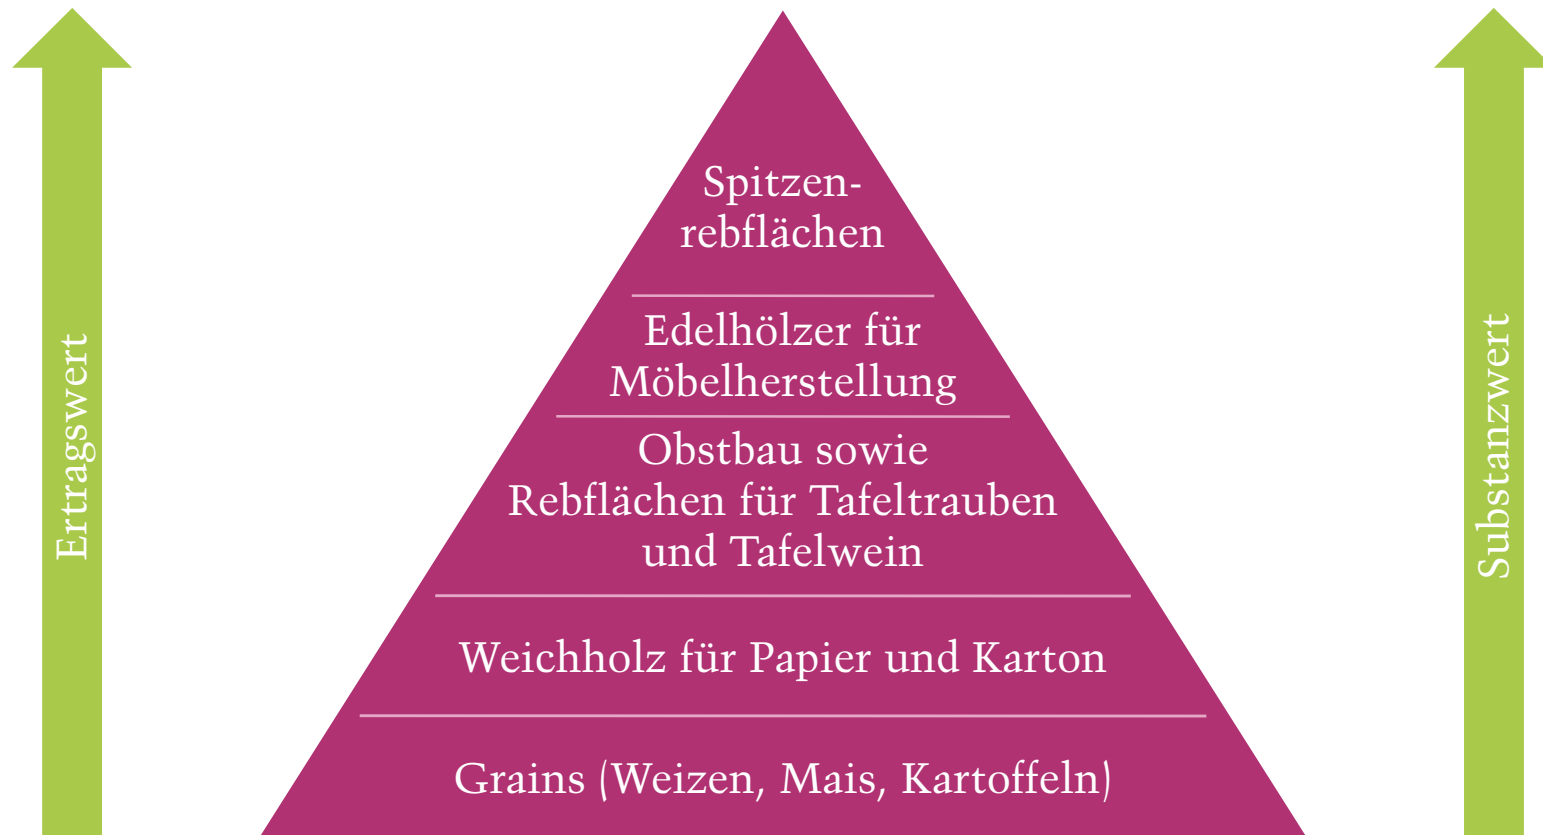 Spitzen-
rebflächen
Edelhölzer für
Möbelherstellung
Obstbau sowie
Rebflächen für Tafeltrauben
und Tafelwein
Weichholz für Papier und Karton
Grains (Weizen, Mais, Kartoffeln)
Ertragswert
Substanzwert